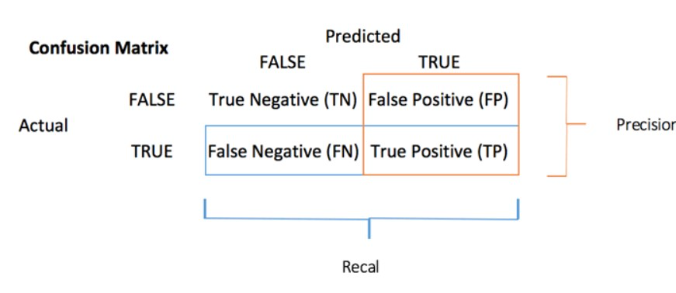 Predicted
Confusion Matrix
FALSE TRUE
FALSE True Negative (TN) False Positive (FP)
Actual Precisior
TRUE False Negative (FN) True Positive (TP)
Recal